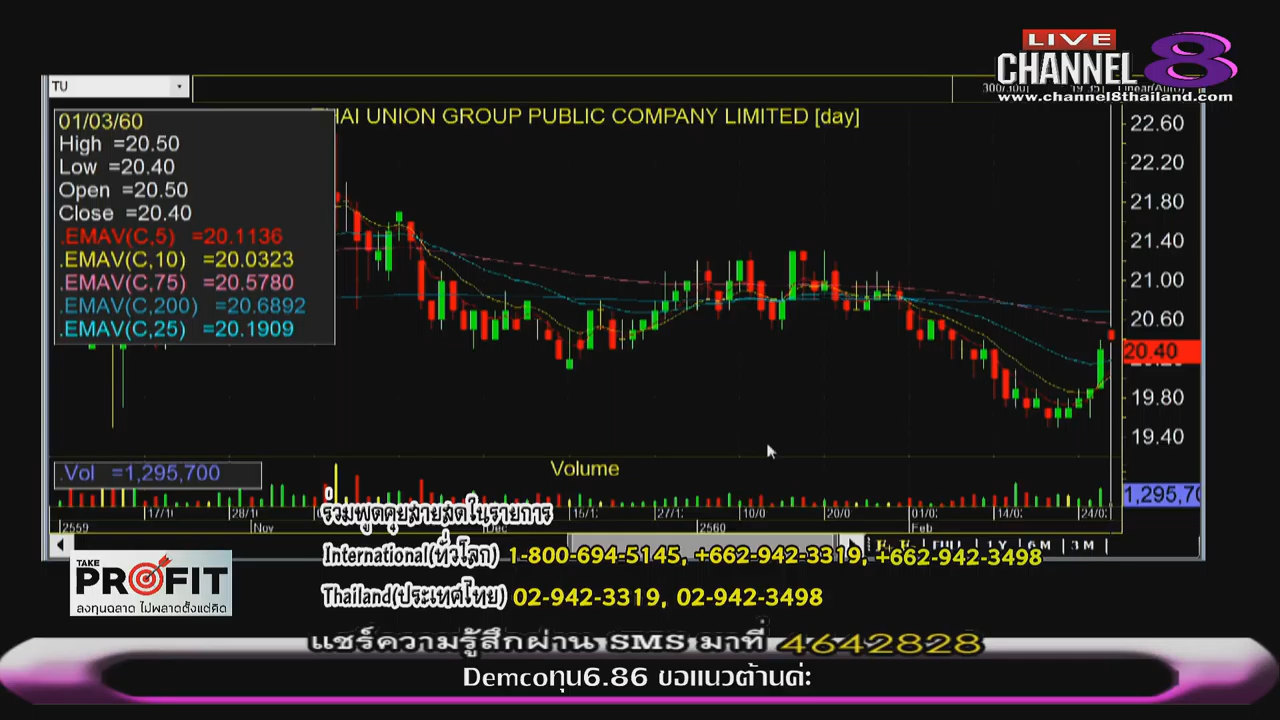 LIVE
CHANNEL 8
www.channel8thailand.com
TU
THAI UNION GROUP PUBLIC COMPANY LIMITED [day]
01/03/60
High =20.50
Low =20.40
Open =20.50
Close =20.40
.EMAV(C,5) =20.1136
.EMAV(C,10) =20.0323
.EMAV(C,75) =20.5780
.EMAV(C,200) =20.6892
.EMAV(C,25) =20.1909
22.60
22.20
21.80
21.40
21.00
20.60
20.40
19.80
19.40
.Vol =1,295,700
Volume
1,295,70
17/1 28/1 15/1 27/1 10/0 20/0 01/0 14/0 24/0
2559 Nov Dec 2560 Feb
1 Y 6 M 3 M
ร่วมพูดคุยสายสดในรายการ
International(ทั่วโลก) 1-800-694-5145, +662-942-3319, +662-942-3498
Thailand(ประเทศไทย) 02-942-3319, 02-942-3498
TAKE
PROFIT
ลงทุนฉลาด ไม่พลาดตั้งแต่คิด
แชร์ความรู้สึกผ่าน SMS มาที่ 4642828
Demcoทุน6.86 ขอแนวต้านค่ะ